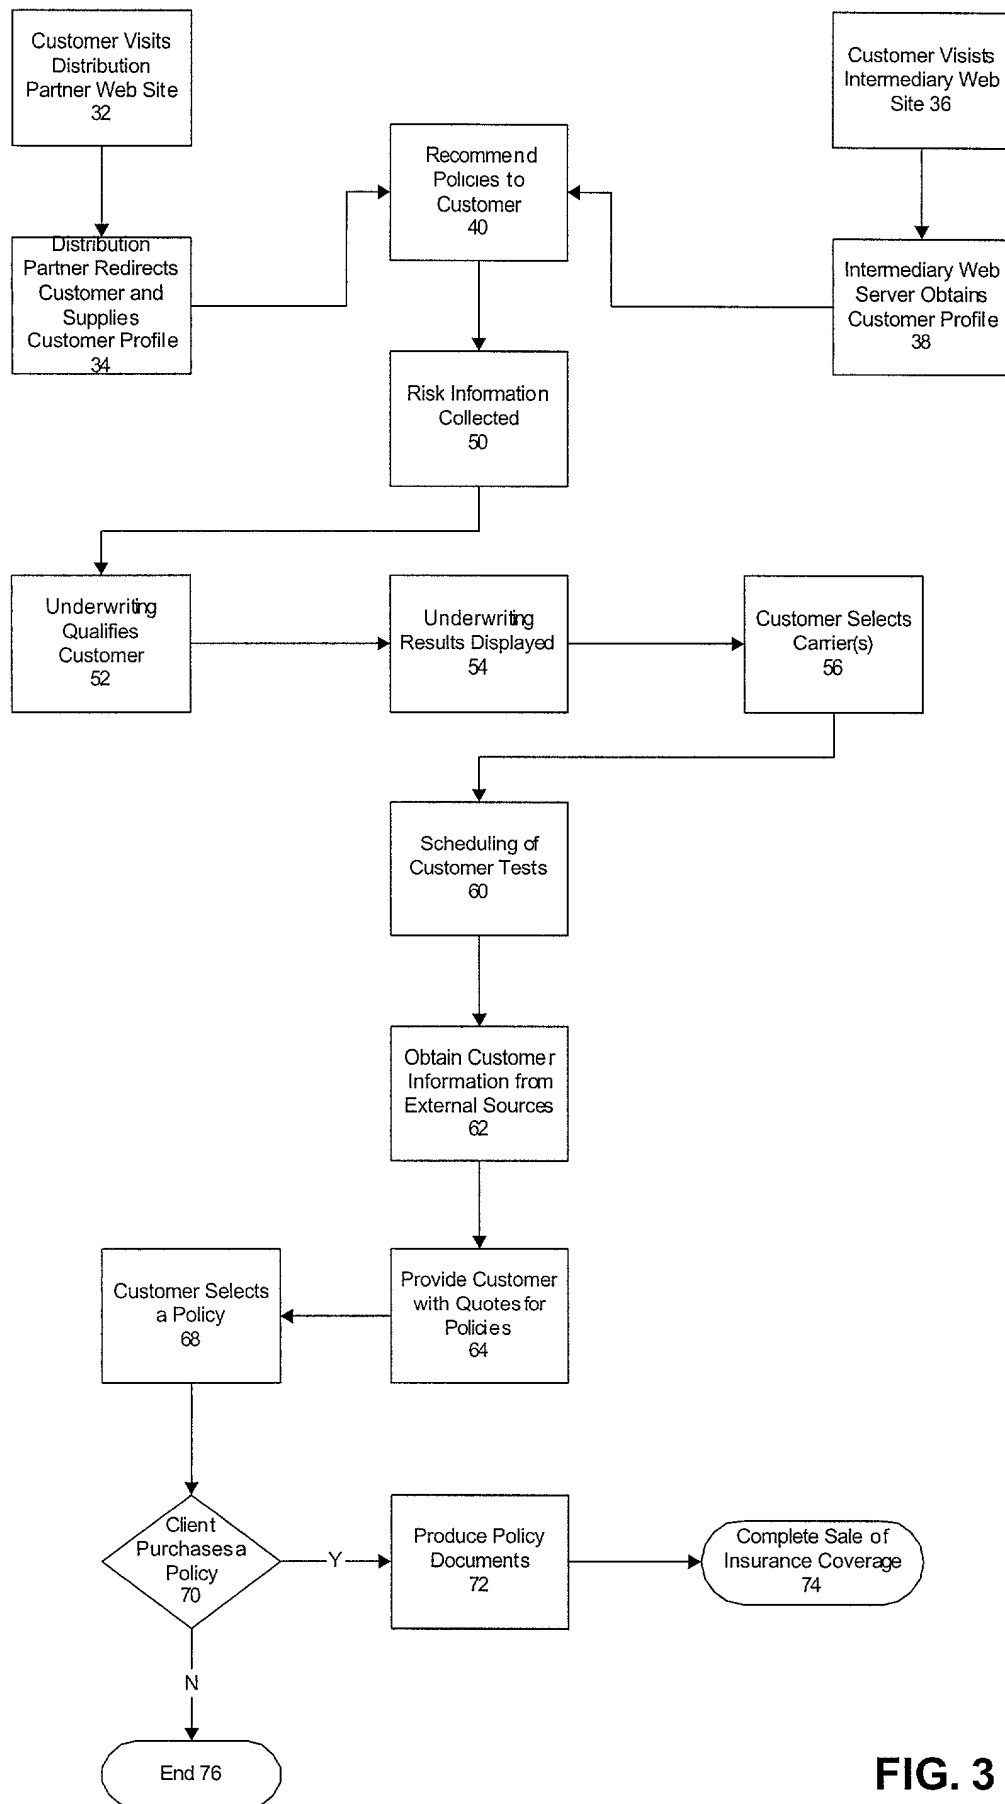 Customer Visits
Distribution
Partner Web Site
32
Customer Visists
Intermediary Web
Site 36
Recommend
Policies to
Customer
40
Distribution
Partner Redirects
Customer and
Supplies
Customer Profile
34
Intermediary Web
Server Obtains
Customer Profile
38
Risk Information
Collected
50
Underwriting
Qualifies
Customer
52
Underwriting
Results Displayed
54
Customer Selects
Carrier(s)
56
Scheduling of
Customer Tests
60
Obtain Customer
Information from
External Sources
62
Customer Selects
a Policy
68
Provide Customer
with Quotes for
Policies
64
Client
Purchases a
Policy
70
Y
Produce Policy
Documents
72
Complete Sale of
Insurance Coverage
74
N
End 76
FIG. 3